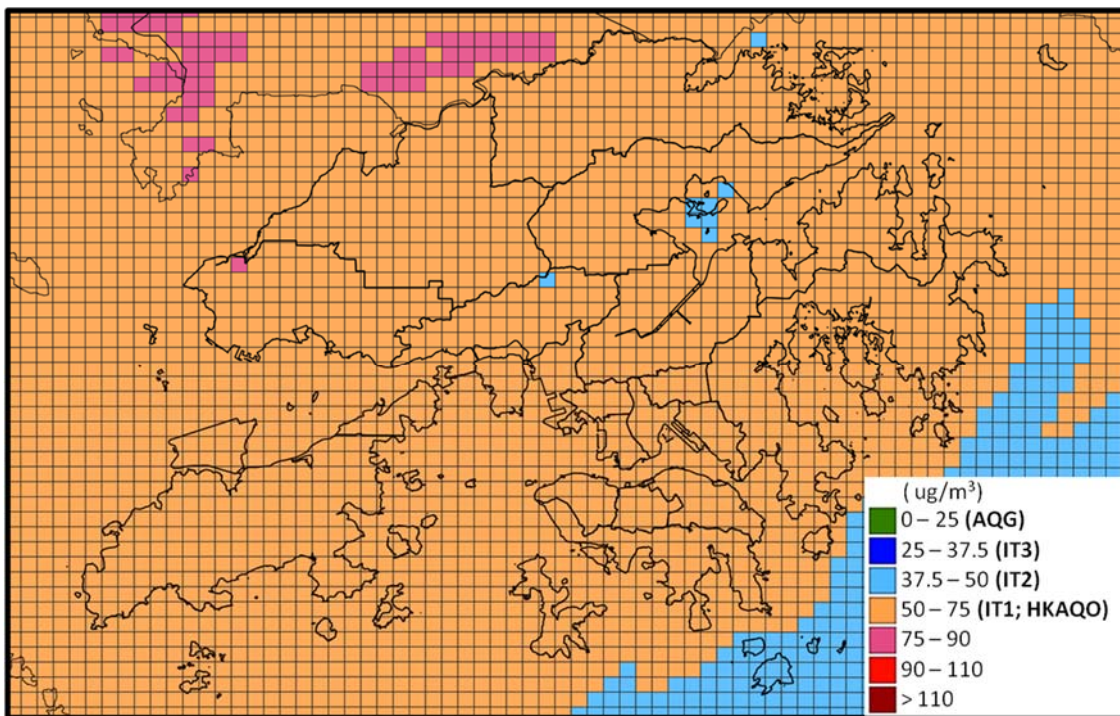 ( ug/m³)
0 – 25 (AQG)
25 – 37.5 (IT3)
37.5 – 50 (IT2)
50 – 75 (IT1; HKAQO)
75 – 90
90 – 110
> 110